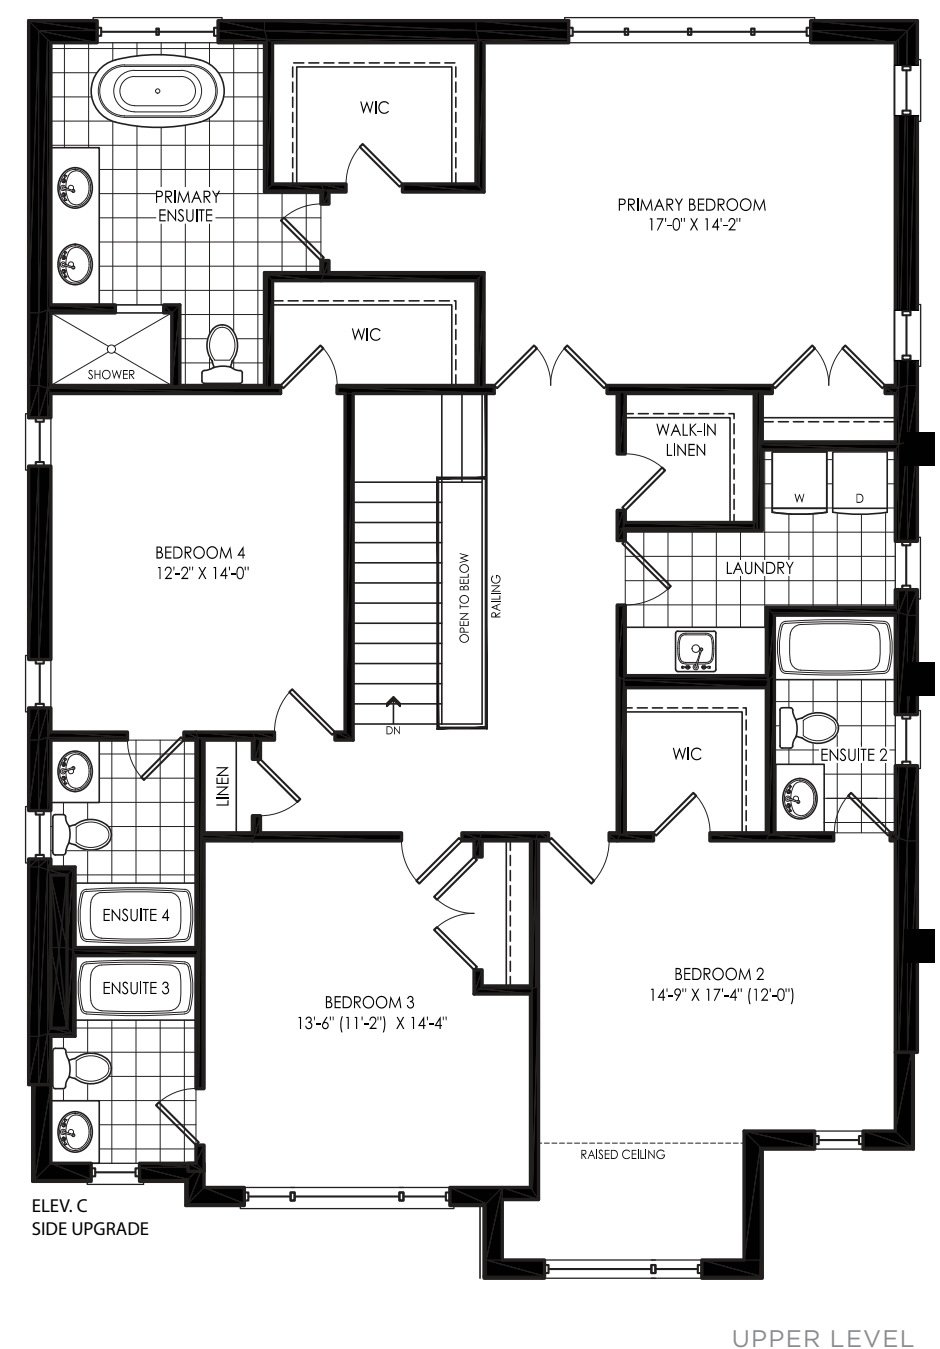 WIC
PRIMARY
ENSUITE
PRIMARY BEDROOM
17'-0" X 14'-2"
WIC
SHOWER
WALK-IN
LINEN
W
D
BEDROOM 4
12'-2" X 14'-0"
OPEN TO BELOW
RAILING
LAUNDRY
DN
WIC
ENSUITE 2
LINEN
ENSUITE 4
ENSUITE 3
BEDROOM 3
13'-6" (11'-2") X 14'-4"
BEDROOM 2
14'-9" X 17'-4" (12'-0")
RAISED CEILING
ELEV. C
SIDE UPGRADE
UPPER LEVEL